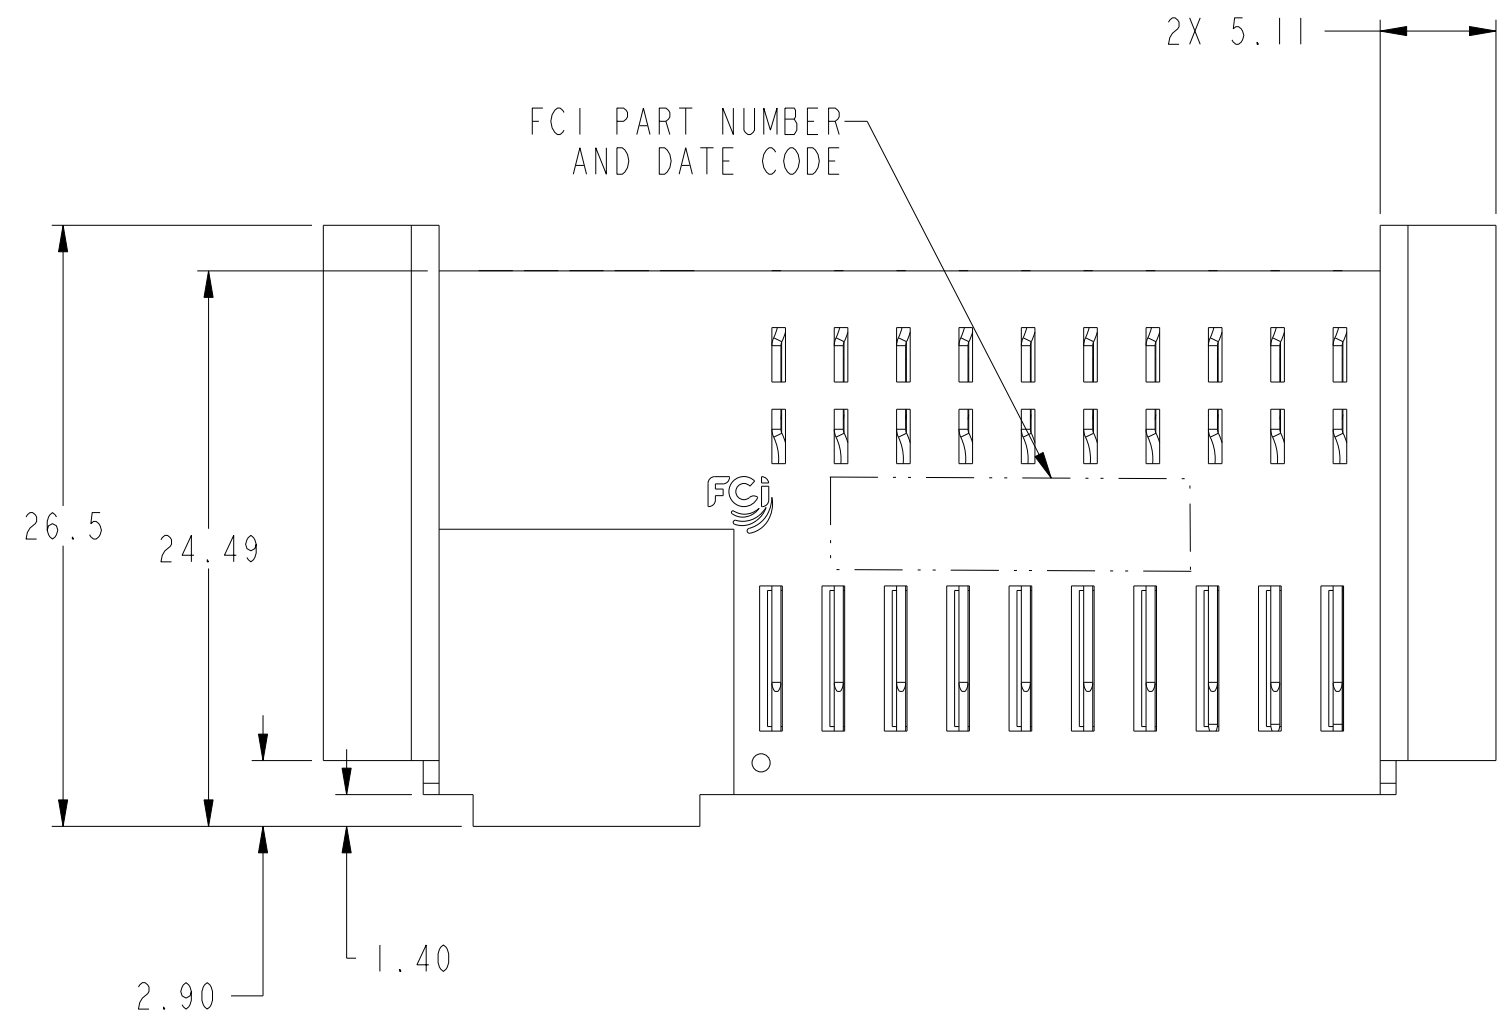 2X 5.11
FCI PART NUMBER
AND DATE CODE
26.5
24.49
FCi
1.40
2.90